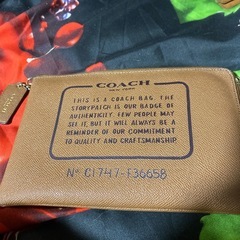 COACH
NEW YORK
THIS IS A COACH BAG. THE
STORYPATCH IS OUR BADGE OF
AUTHENTICITY. FEW PEOPLE MAY
EVER SEE IT, BUT IT WILL
ALWAYS BE A REMINDER
OF OUR COMMITMENT
TO QUALITY AND CRAFTSMANSHIP.
Nº C1747-F36658